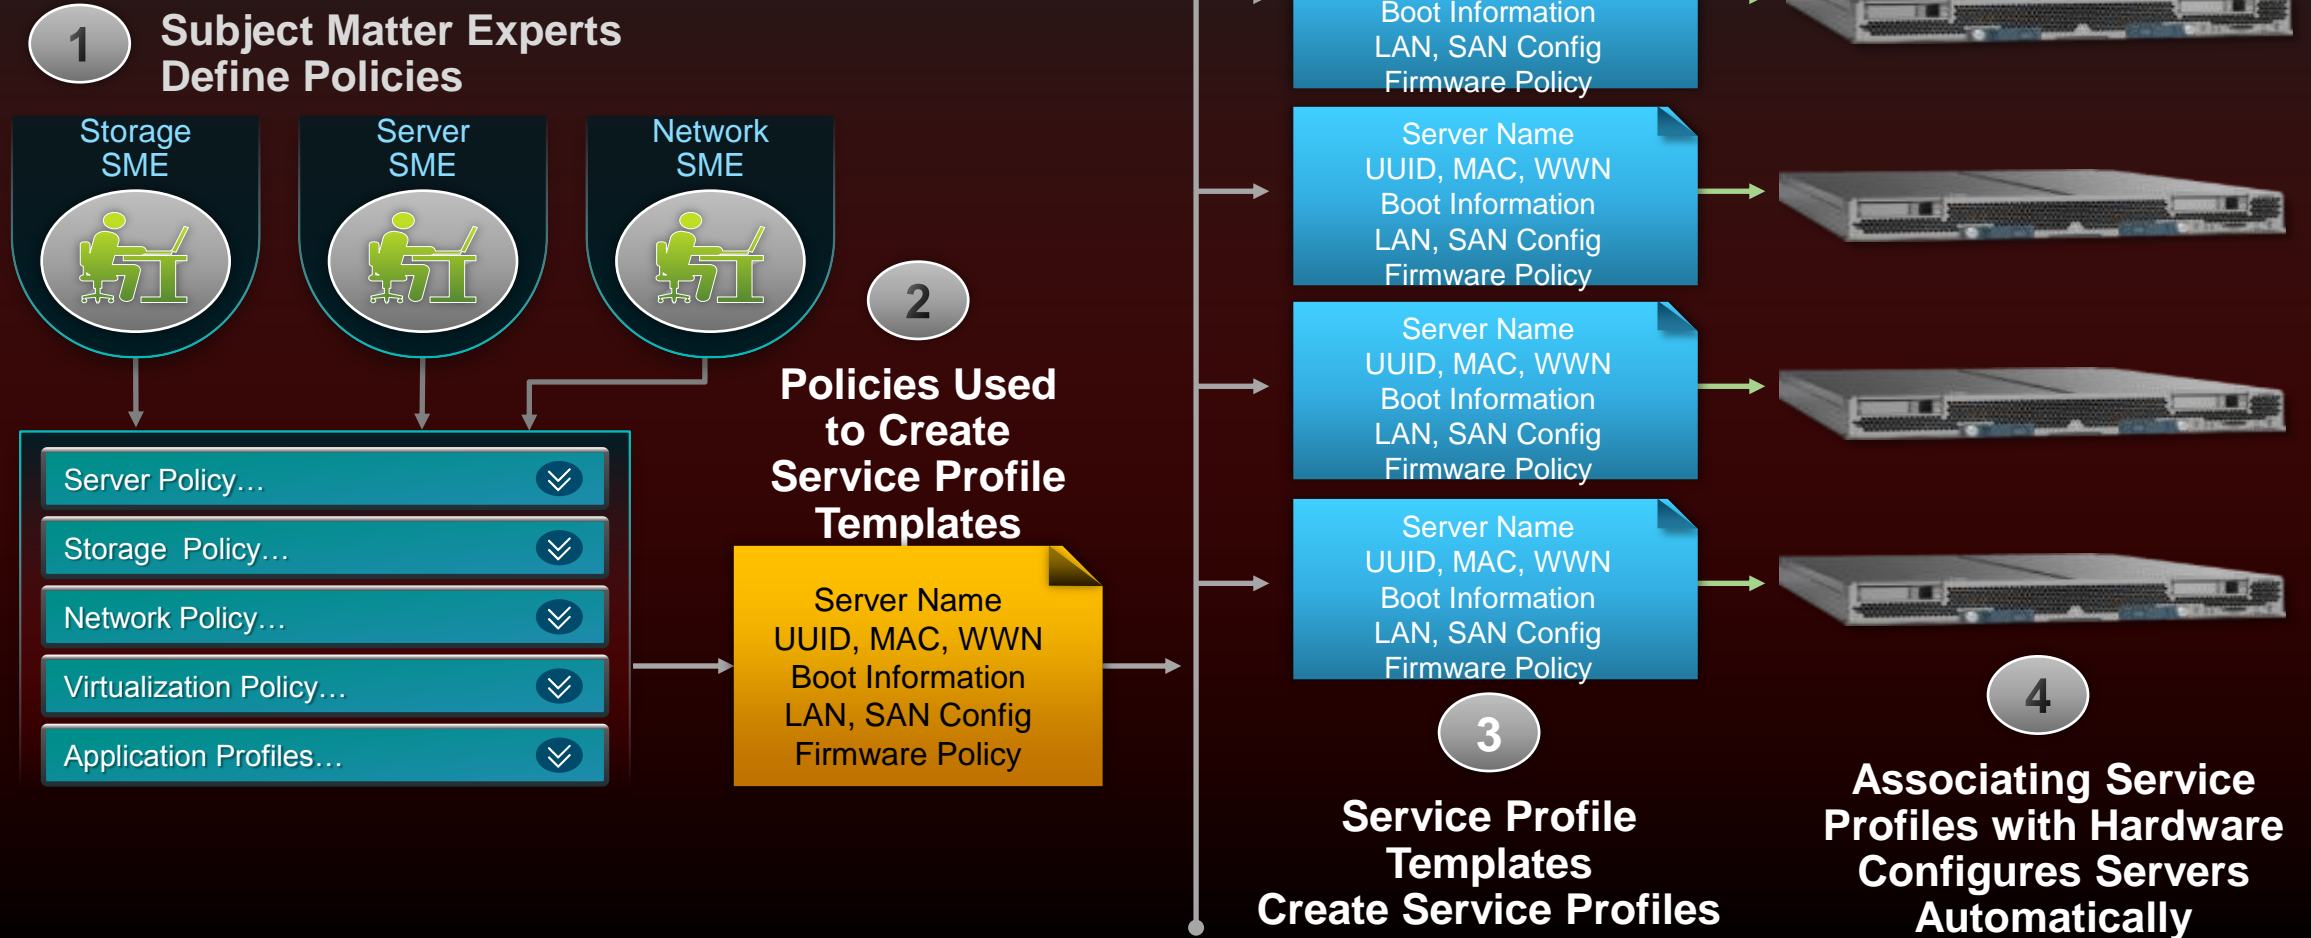 1
Subject Matter Experts
Define Policies
Storage
SME
Server
SME
Network
SME
Server Policy…
Storage  Policy…
Network Policy…
Virtualization Policy…
Application Profiles…
2
Policies Used
to Create
Service Profile
Templates
Server Name
UUID, MAC, WWN
Boot Information
LAN, SAN Config
Firmware Policy
Boot Information
LAN, SAN Config
Firmware Policy
Server Name
UUID, MAC, WWN
Boot Information
LAN, SAN Config
Firmware Policy
Server Name
UUID, MAC, WWN
Boot Information
LAN, SAN Config
Firmware Policy
Server Name
UUID, MAC, WWN
Boot Information
LAN, SAN Config
Firmware Policy
3
Service Profile
Templates
Create Service Profiles
4
Associating Service
Profiles with Hardware
Configures Servers
Automatically